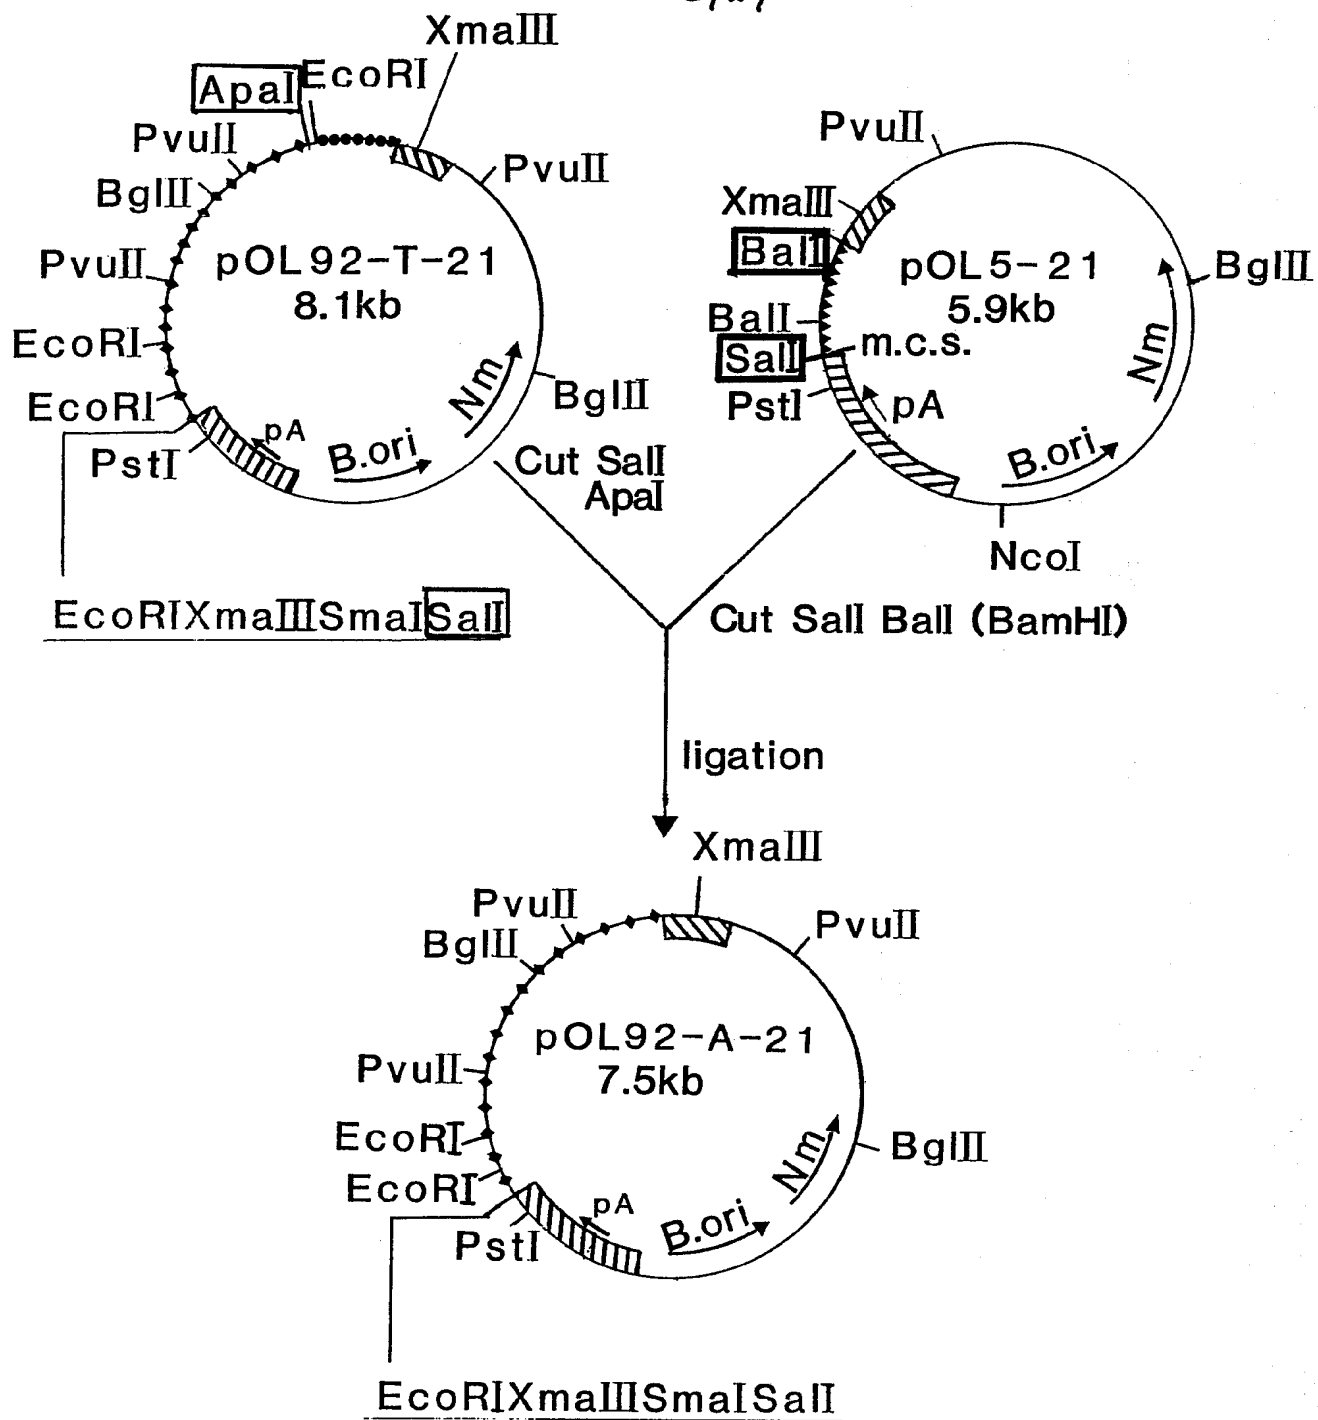 XmaIII
ApaI
EcoRI
PvuII
BglII
PvuII
EcoRI
EcoRI
PstI
PvuII
pOL92-T-21
8.1kb
BglII
Nm
B.ori
pA
EcoRIXmaIIISmaISalI
PvuII
XmaIII
BalI
BalI
SalI
m.c.s.
PstI
pA
pOL5-21
5.9kb
BglII
Nm
B.ori
NcoI
Cut SalI
ApaI
Cut SalI BalI (BamHI)
ligation
XmaIII
PvuII
BglII
PvuII
PvuII
EcoRI
EcoRI
PstI
pOL92-A-21
7.5kb
BglII
Nm
B.ori
pA
EcoRIXmaIIISmaISalI